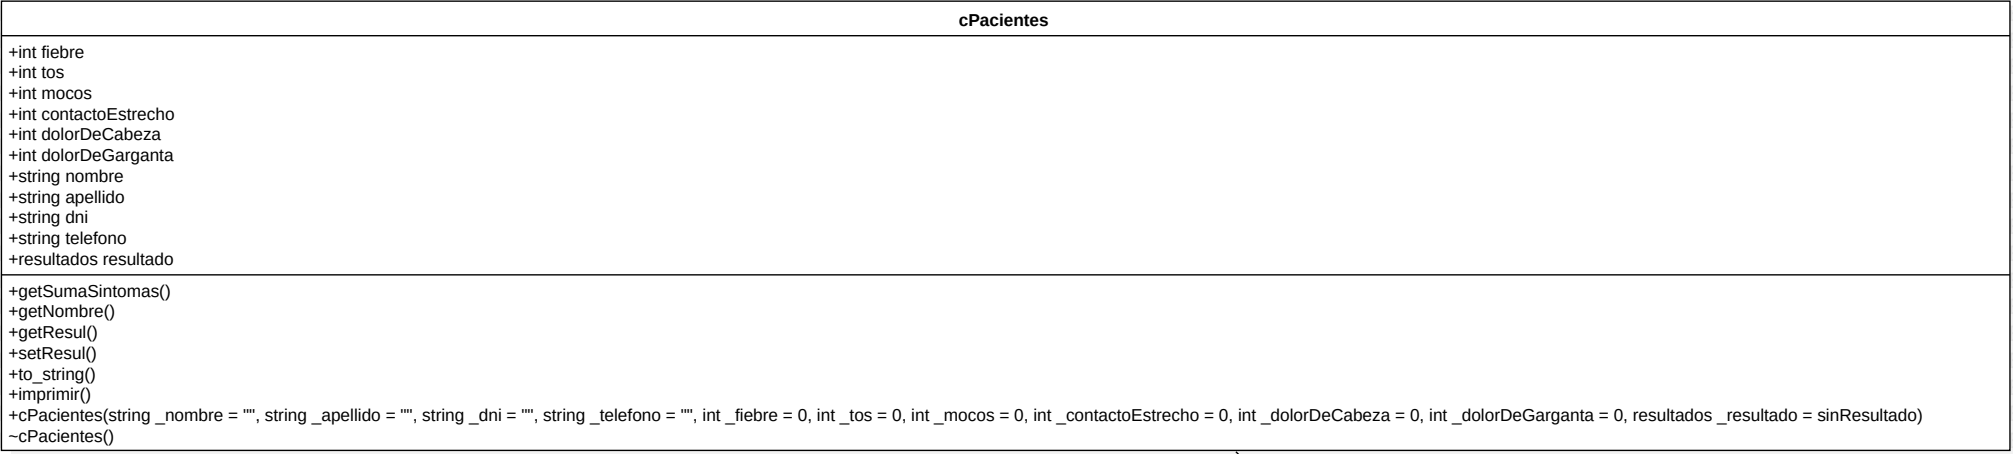 cPacientes
+int fiebre
+int tos
+int mocos
+int contactoEstrecho
+int dolorDeCabeza
+int dolorDeGarganta
+string nombre
+string apellido
+string dni
+string telefono
+resultados resultado
+getSumaSintomas()
+getNombre()
+getResul()
+setResul()
+to_string()
+imprimir()
+cPacientes(string _nombre = "", string _apellido = "", string _dni = "", string _telefono = "", int _fiebre = 0, int _tos = 0, int _mocos = 0, int _contactoEstrecho = 0, int _dolorDeCabeza = 0, int _dolorDeGarganta = 0, resultados _resultado = sinResultado)
~cPacientes()